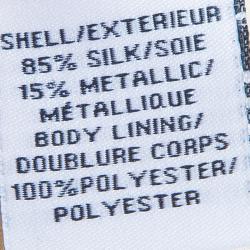 SHELL/EXTERIEUR
85% SILK/SOIE
15% METALLIC/
MÉTALLIQUE
BODY LINING/
DOUBLURE CORPS
100%POLYESTER/
POLYESTER